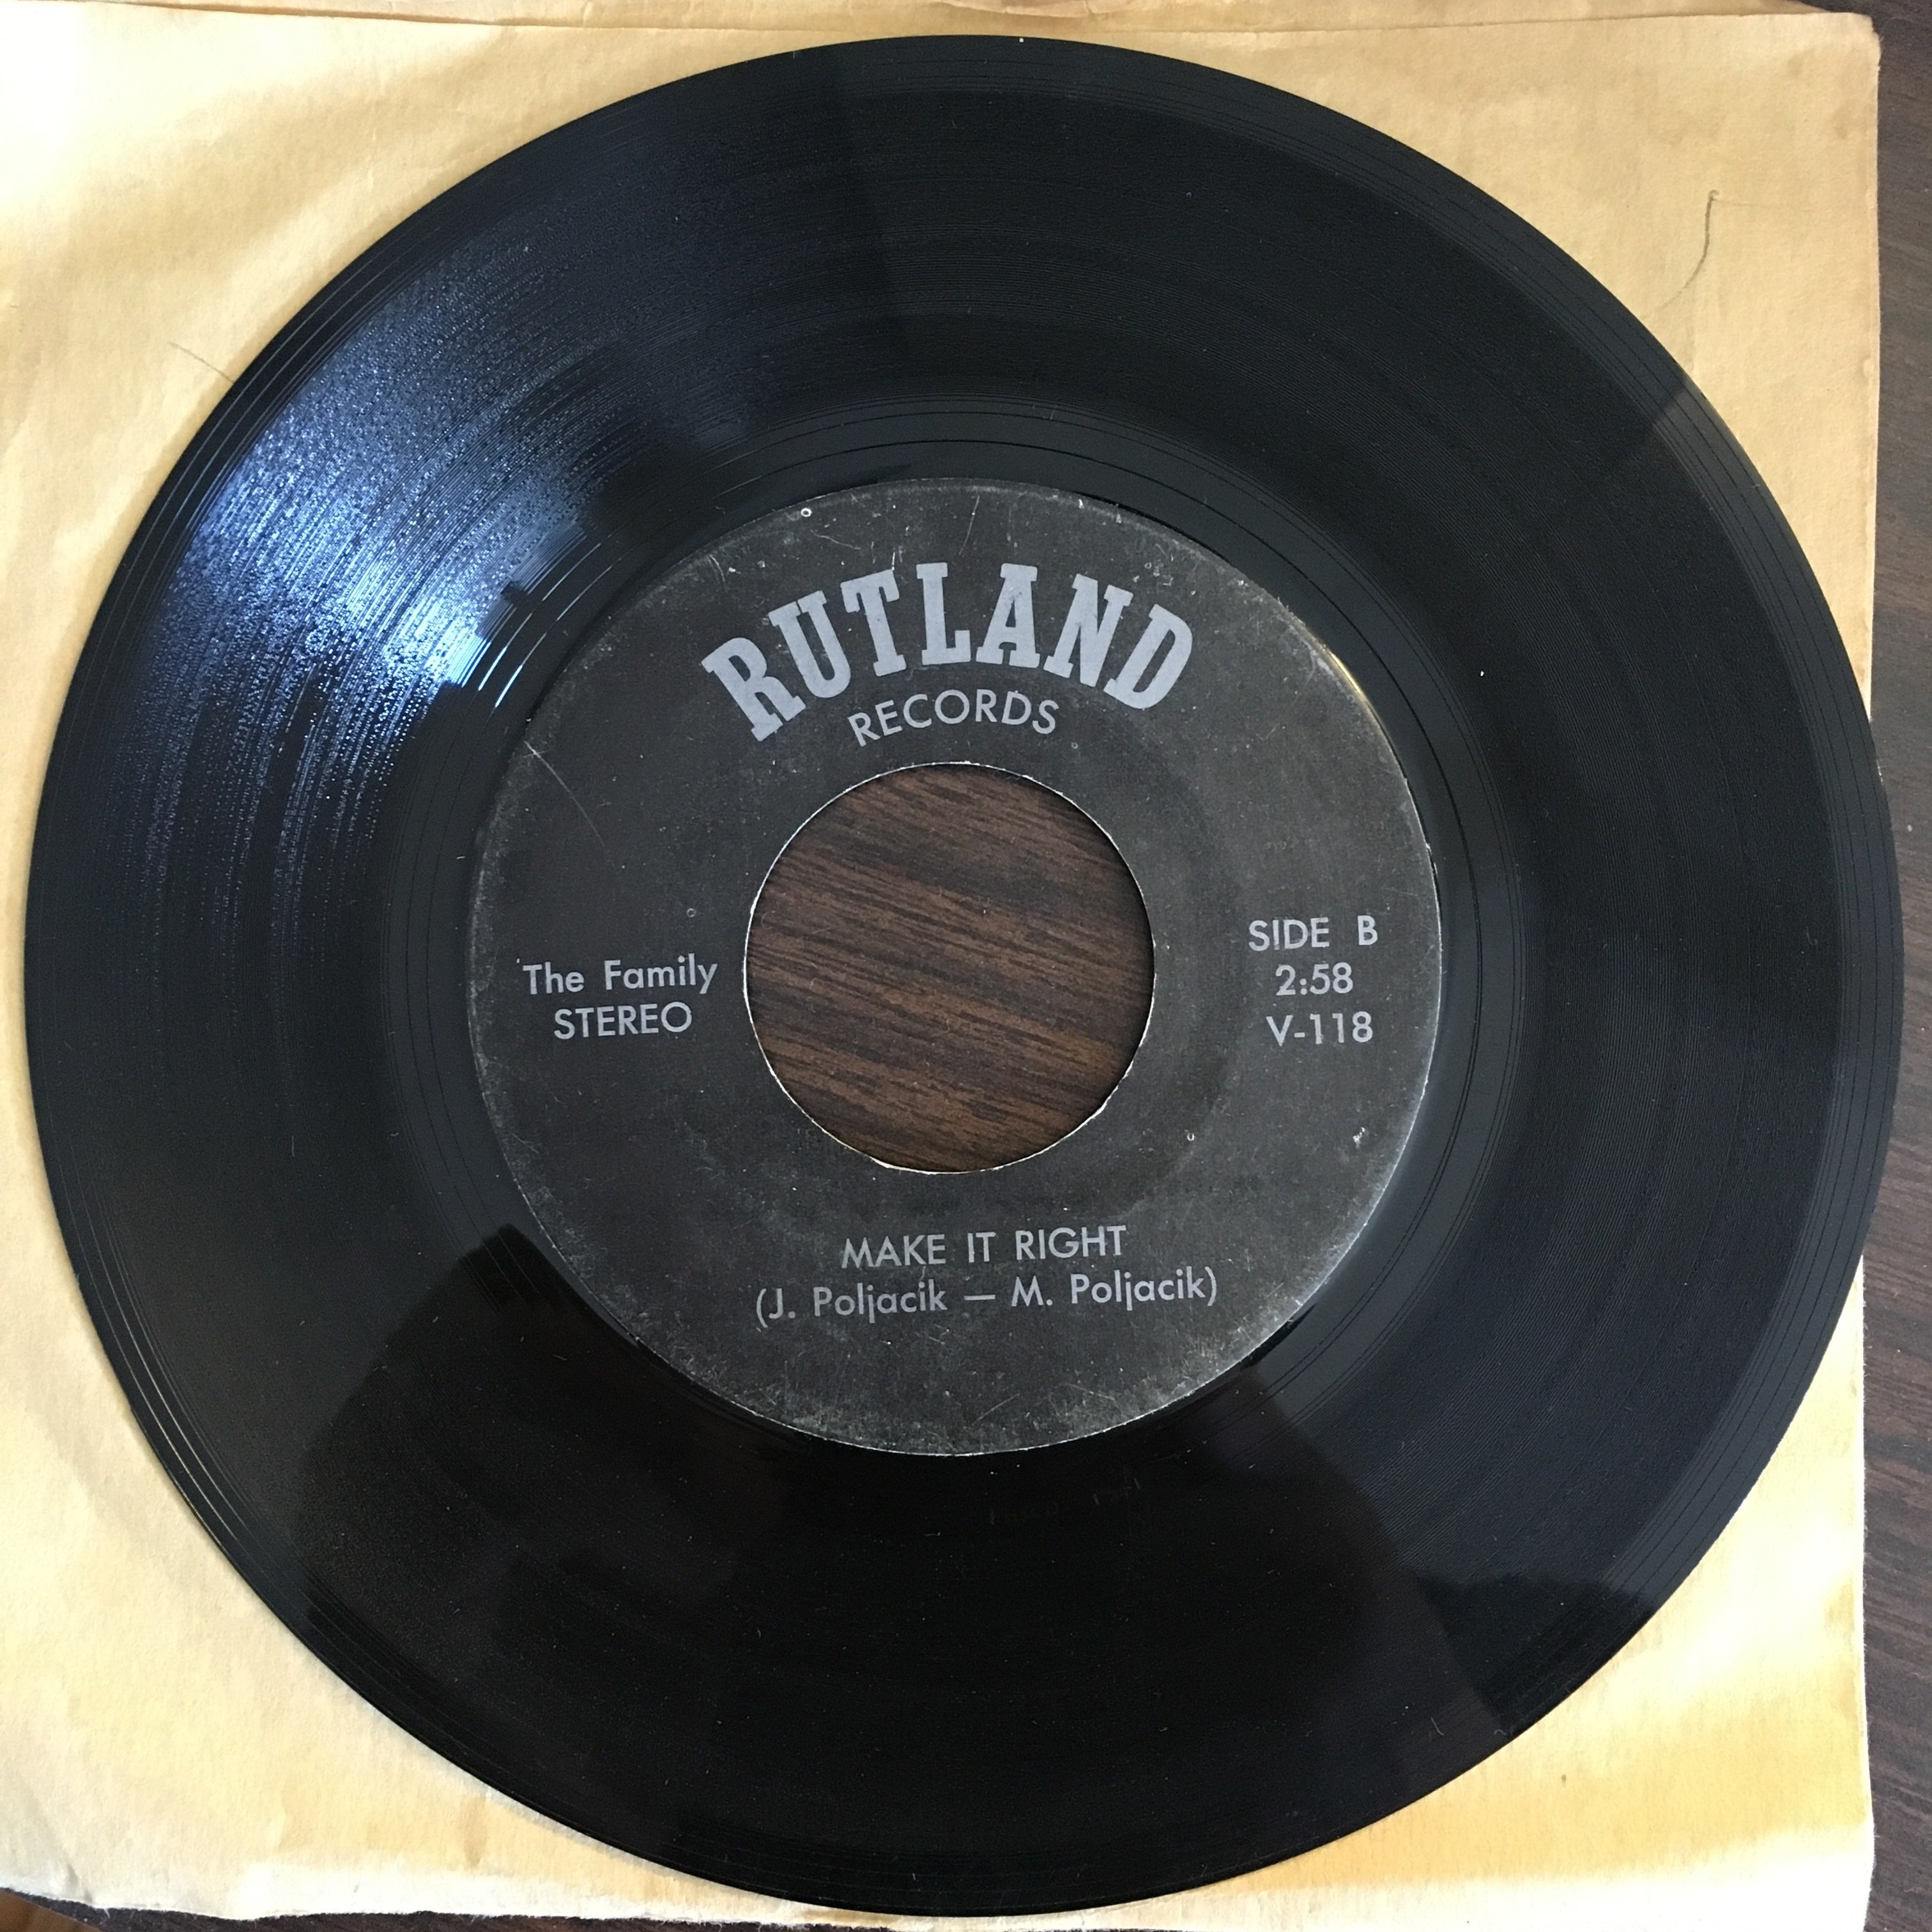 RUTLAND
RECORDS
The Family
STEREO
SIDE B
2:58
V-118
MAKE IT RIGHT
(J. Poljacik — M. Poljacik)